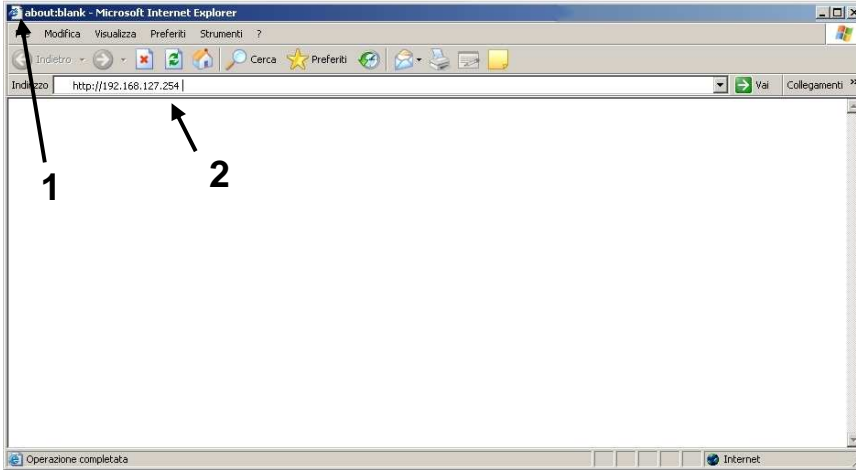 about:blank - Microsoft Internet Explorer
Modifica Visualizza Preferiti Strumenti ?
Indietro Cerca Preferiti
Indirizzo http://192.168.127.254 Vai Collegamenti »
1
2
Operazione completata Internet